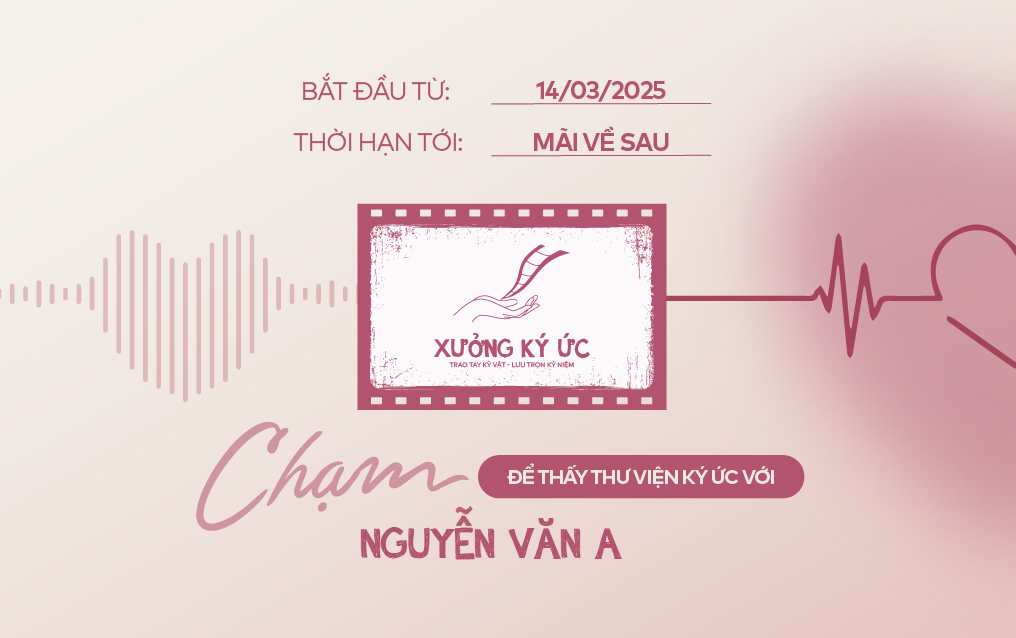 BẮT ĐẦU TỪ: 14/03/2025
THỜI HẠN TỚI: MÃI VỀ SAU
XƯỞNG KÝ ỨC
TRAO TAY KỶ VẬT - LƯU TRỌN KỶ NIỆM
Chạm ĐỂ THẤY THƯ VIỆN KÝ ỨC VỚI
NGUYỄN VĂN A